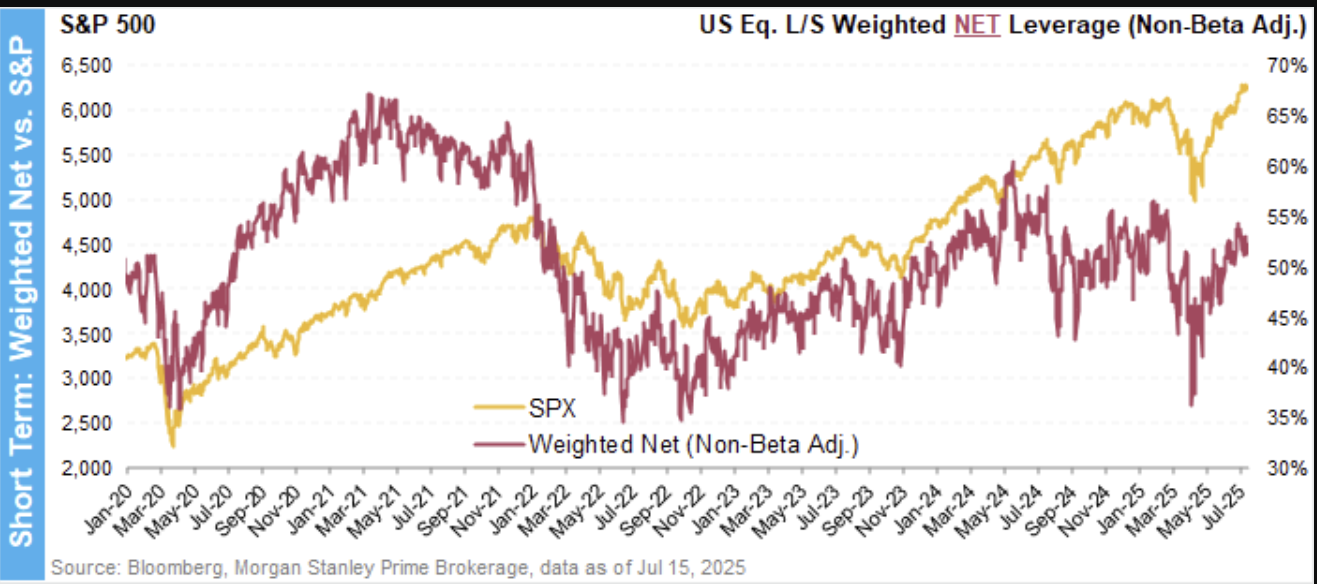 Short Term: Weighted Net vs. S&P
S&P 500
US Eq. L/S Weighted NET Leverage (Non-Beta Adj.)
6,500
6,000
5,500
5,000
4,500
4,000
3,500
3,000
2,500
2,000
70%
65%
60%
55%
50%
45%
40%
35%
30%
SPX
Weighted Net (Non-Beta Adj.)
Jan-20
Mar-20
May-20
Jul-20
Sep-20
Nov-20
Jan-21
Mar-21
May-21
Jul-21
Sep-21
Nov-21
Jan-22
Mar-22
May-22
Jul-22
Sep-22
Nov-22
Jan-23
Mar-23
May-23
Jul-23
Sep-23
Nov-23
Jan-24
Mar-24
May-24
Jul-24
Sep-24
Nov-24
Jan-25
Mar-25
May-25
Jul-25
Source: Bloomberg, Morgan Stanley Prime Brokerage, data as of Jul 15, 2025